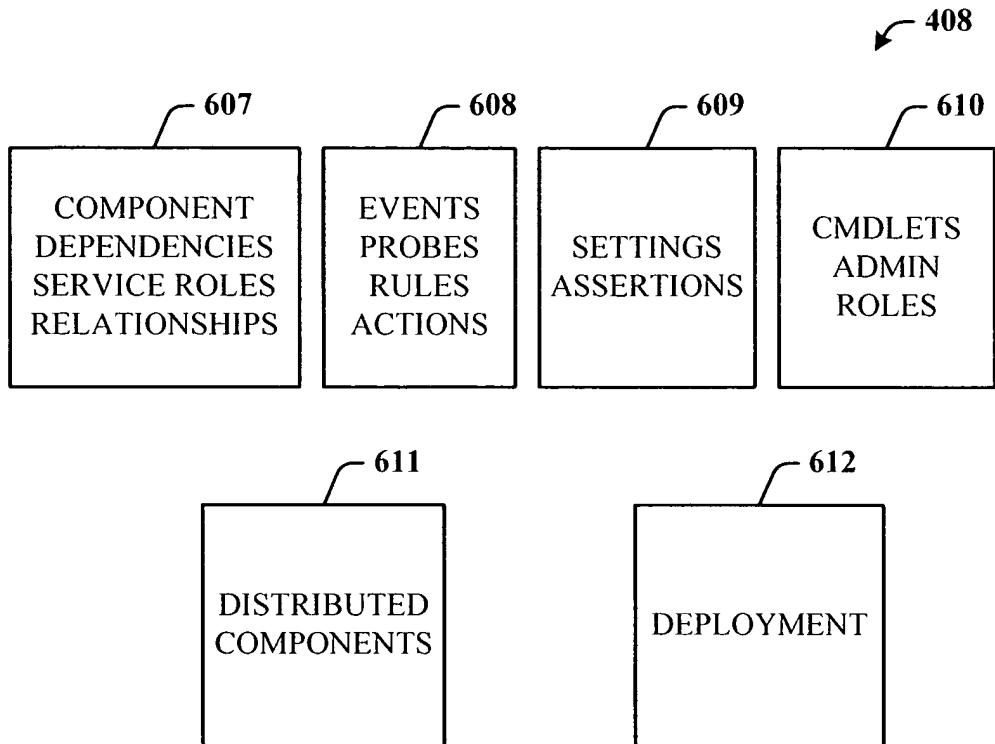 408
607
COMPONENT
DEPENDENCIES
SERVICE ROLES
RELATIONSHIPS
608
EVENTS
PROBES
RULES
ACTIONS
609
SETTINGS
ASSERTIONS
610
CMDLETS
ADMIN
ROLES
611
DISTRIBUTED
COMPONENTS
612
DEPLOYMENT